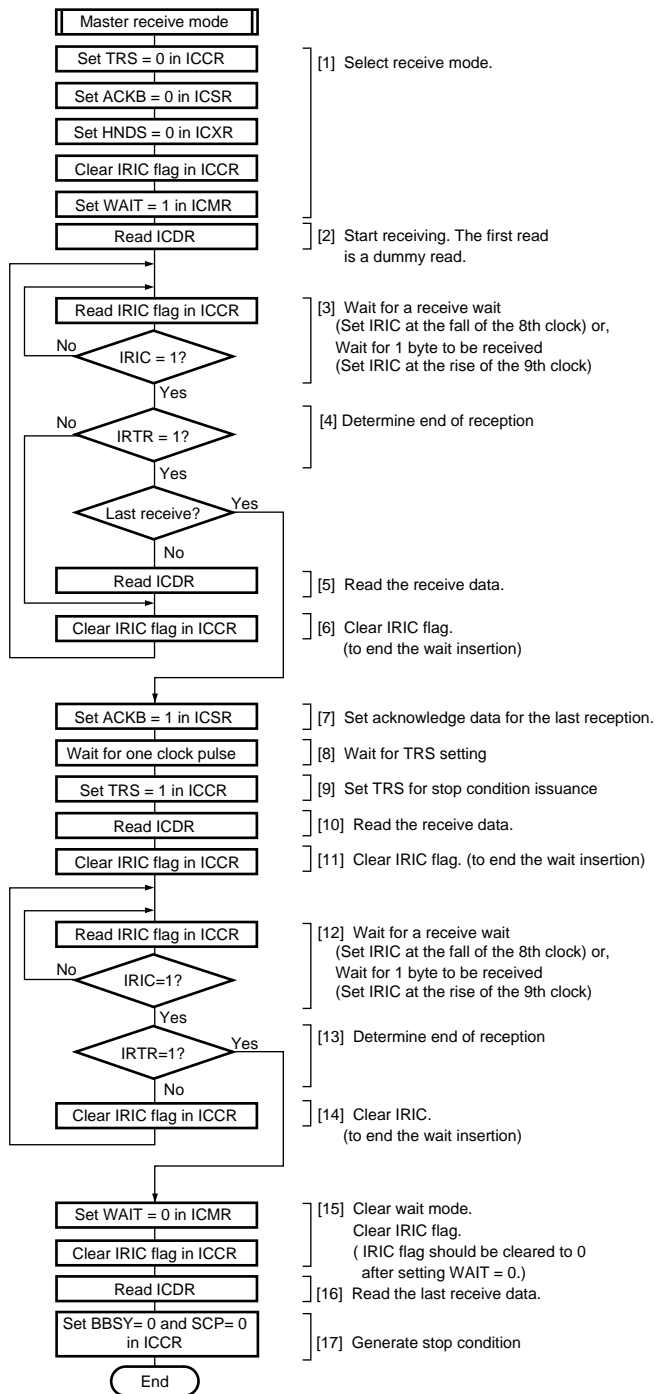 Master receive mode
Set TRS = 0 in ICCR
[1] Select receive mode.
Set ACKB = 0 in ICSR
Set HNDS = 0 in ICXR
Clear IRIC flag in ICCR
Set WAIT = 1 in ICMR
Read ICDR
[2] Start receiving. The first read
is a dummy read.
Read IRIC flag in ICCR
[3] Wait for a receive wait
(Set IRIC at the fall of the 8th clock) or,
Wait for 1 byte to be received
(Set IRIC at the rise of the 9th clock)
No
IRIC = 1?
Yes
No
IRTR = 1?
[4] Determine end of reception
Yes
Last receive?
Yes
No
Read ICDR
[5] Read the receive data.
Clear IRIC flag in ICCR
[6] Clear IRIC flag.
(to end the wait insertion)
Set ACKB = 1 in ICSR
[7] Set acknowledge data for the last reception.
Wait for one clock pulse
[8] Wait for TRS setting
Set TRS = 1 in ICCR
[9] Set TRS for stop condition issuance
Read ICDR
[10] Read the receive data.
Clear IRIC flag in ICCR
[11] Clear IRIC flag. (to end the wait insertion)
Read IRIC flag in ICCR
[12] Wait for a receive wait
(Set IRIC at the fall of the 8th clock) or,
Wait for 1 byte to be received
(Set IRIC at the rise of the 9th clock)
No
IRIC=1?
Yes
IRTR=1?
Yes
[13] Determine end of reception
No
Clear IRIC flag in ICCR
[14] Clear IRIC.
(to end the wait insertion)
Set WAIT = 0 in ICMR
[15] Clear wait mode.
Clear IRIC flag.
( IRIC flag should be cleared to 0
after setting WAIT = 0.)
Clear IRIC flag in ICCR
Read ICDR
[16] Read the last receive data.
Set BBSY= 0 and SCP= 0
in ICCR
[17] Generate stop condition
End